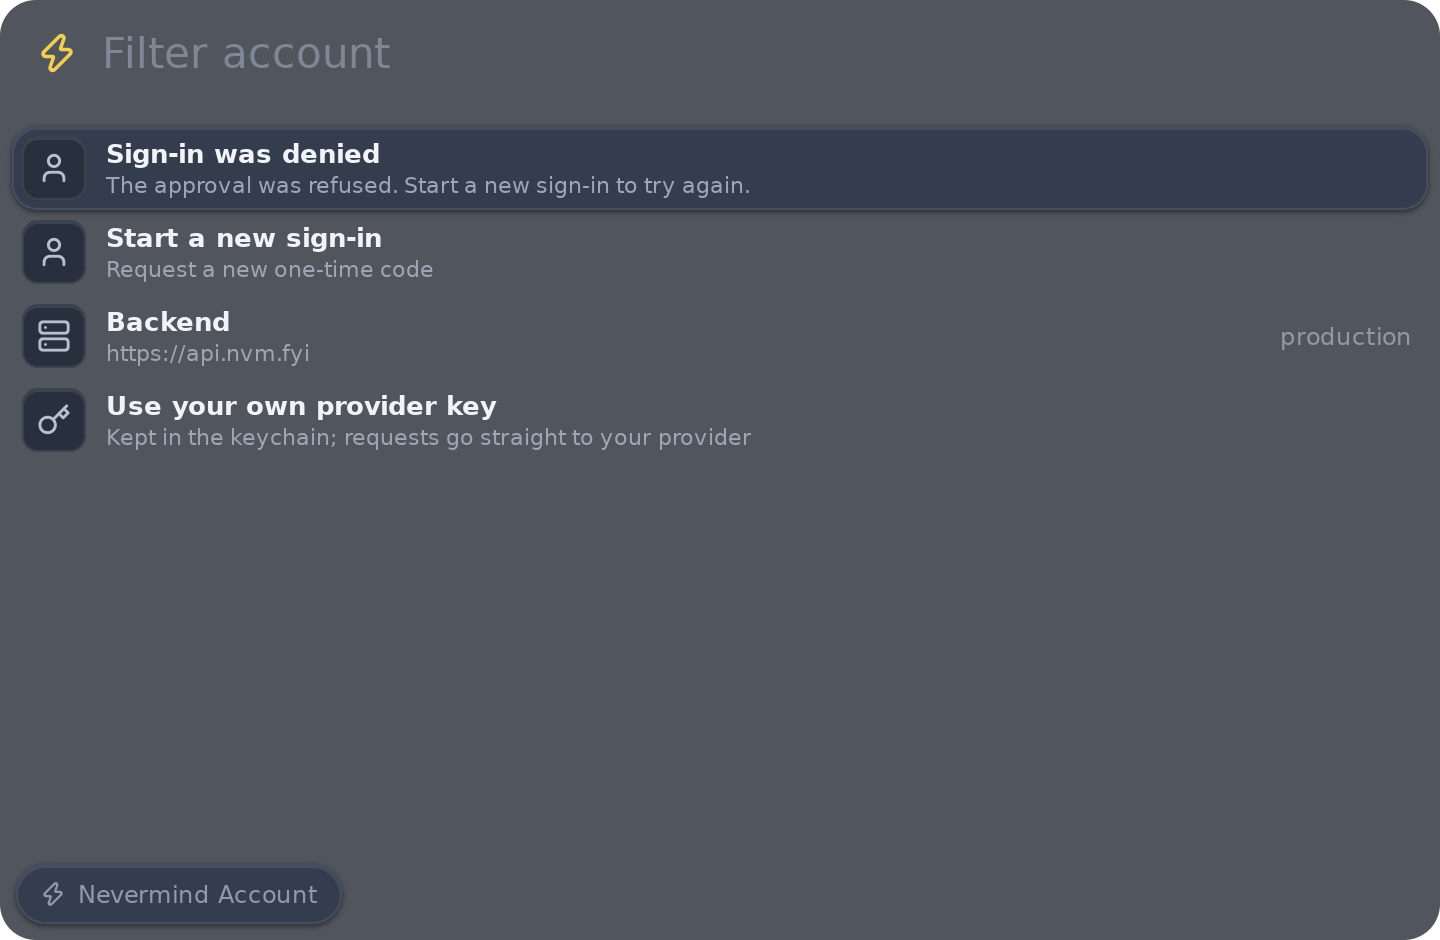 Filter account
Sign-in was denied
The approval was refused. Start a new sign-in to try again.
Start a new sign-in
Request a new one-time code
Backend
https://api.nvm.fyi
production
Use your own provider key
Kept in the keychain; requests go straight to your provider
Nevermind Account